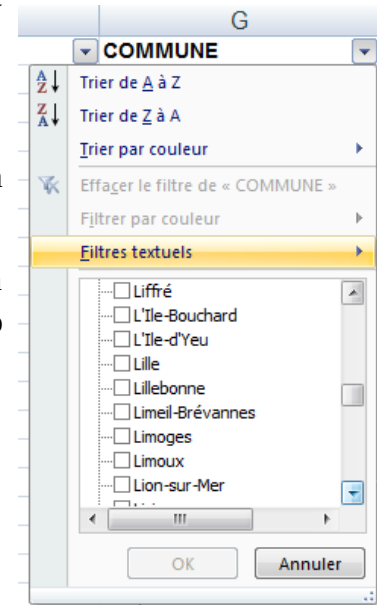 G
COMMUNE
Trier de A à Z
Trier de Z à A
Trier par couleur
Effacer le filtre de « COMMUNE »
Filtrer par couleur
Filtres textuels
Liffré
L'Ile-Bouchard
L'Ile-d'Yeu
Lille
Lillebonne
Limeil-Brévannes
Limoges
Limoux
Lion-sur-Mer
OK Annuler